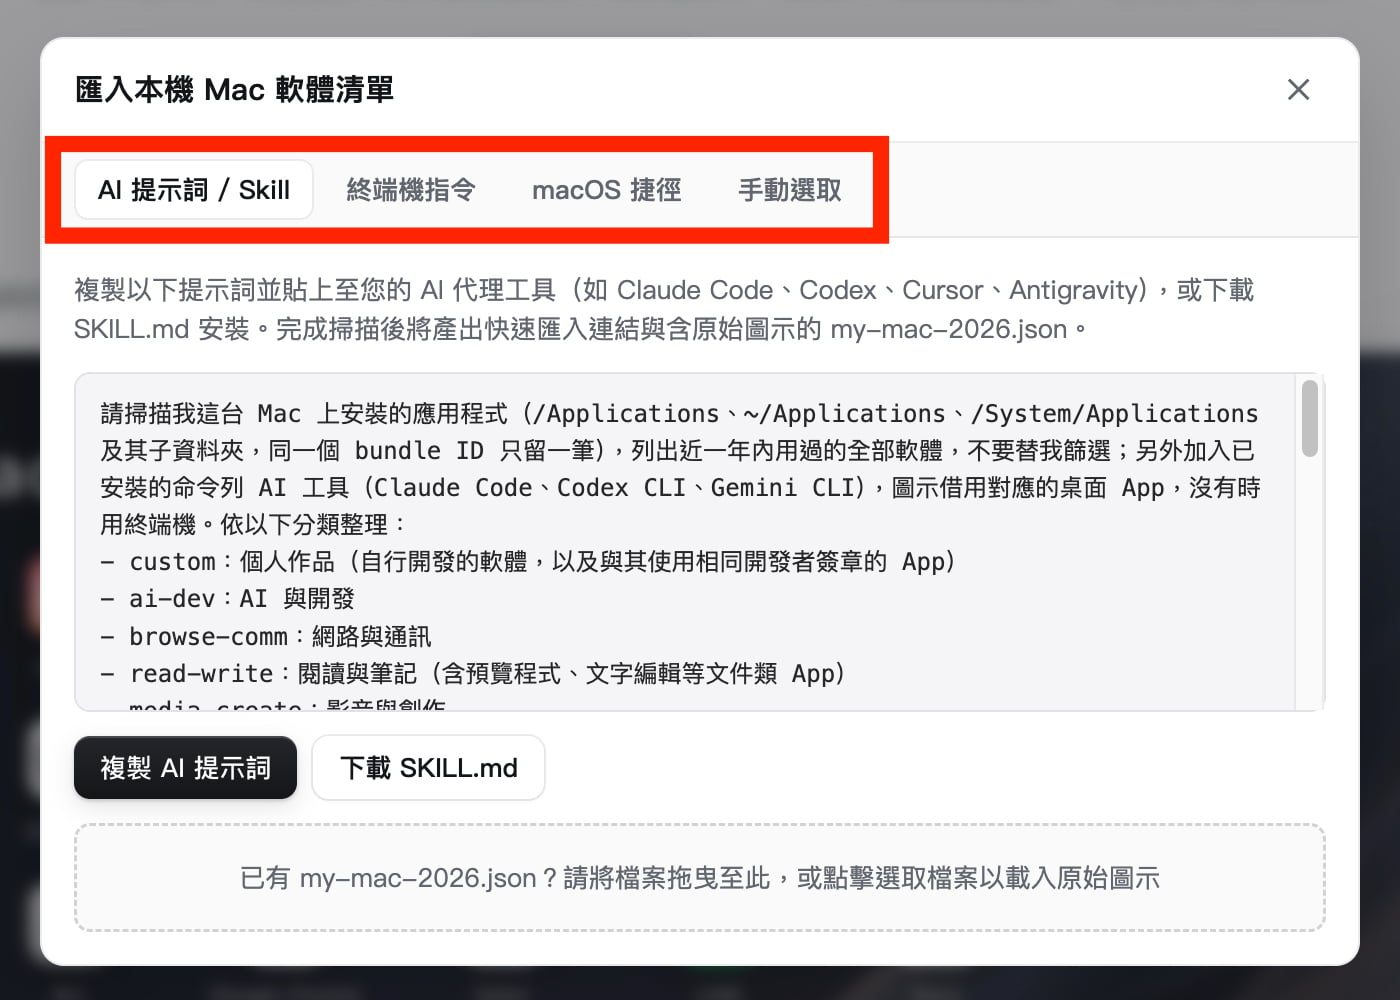 匯入本機 Mac 軟體清單
AI 提示詞 / Skill
終端機指令
macOS 捷徑
手動選取
複製以下提示詞並貼上至您的 AI 代理工具（如 Claude Code、Codex、Cursor、Antigravity），或下載
SKILL.md 安裝。完成掃描後將產出快速匯入連結與含原始圖示的 my-mac-2026.json。
請掃描我這台 Mac 上安裝的應用程式（/Applications、~/Applications、/System/Applications
及其子資料夾，同一個 bundle ID 只留一筆），列出近一年內用過的全部軟體，不要替我篩選；另外加入已
安裝的命令列 AI 工具（Claude Code、Codex CLI、Gemini CLI），圖示借用對應的桌面 App，沒有時
用終端機。依以下分類整理：
- custom：個人作品（自行開發的軟體，以及與其使用相同開發者簽章的 App）
- ai-dev：AI 與開發
- browse-comm：網路與通訊
- read-write：閱讀與筆記（含預覽程式、文字編輯等文件類 App）
- media-create：影音與創作
複製 AI 提示詞
下載 SKILL.md
已有 my-mac-2026.json？請將檔案拖曳至此，或點擊選取檔案以載入原始圖示